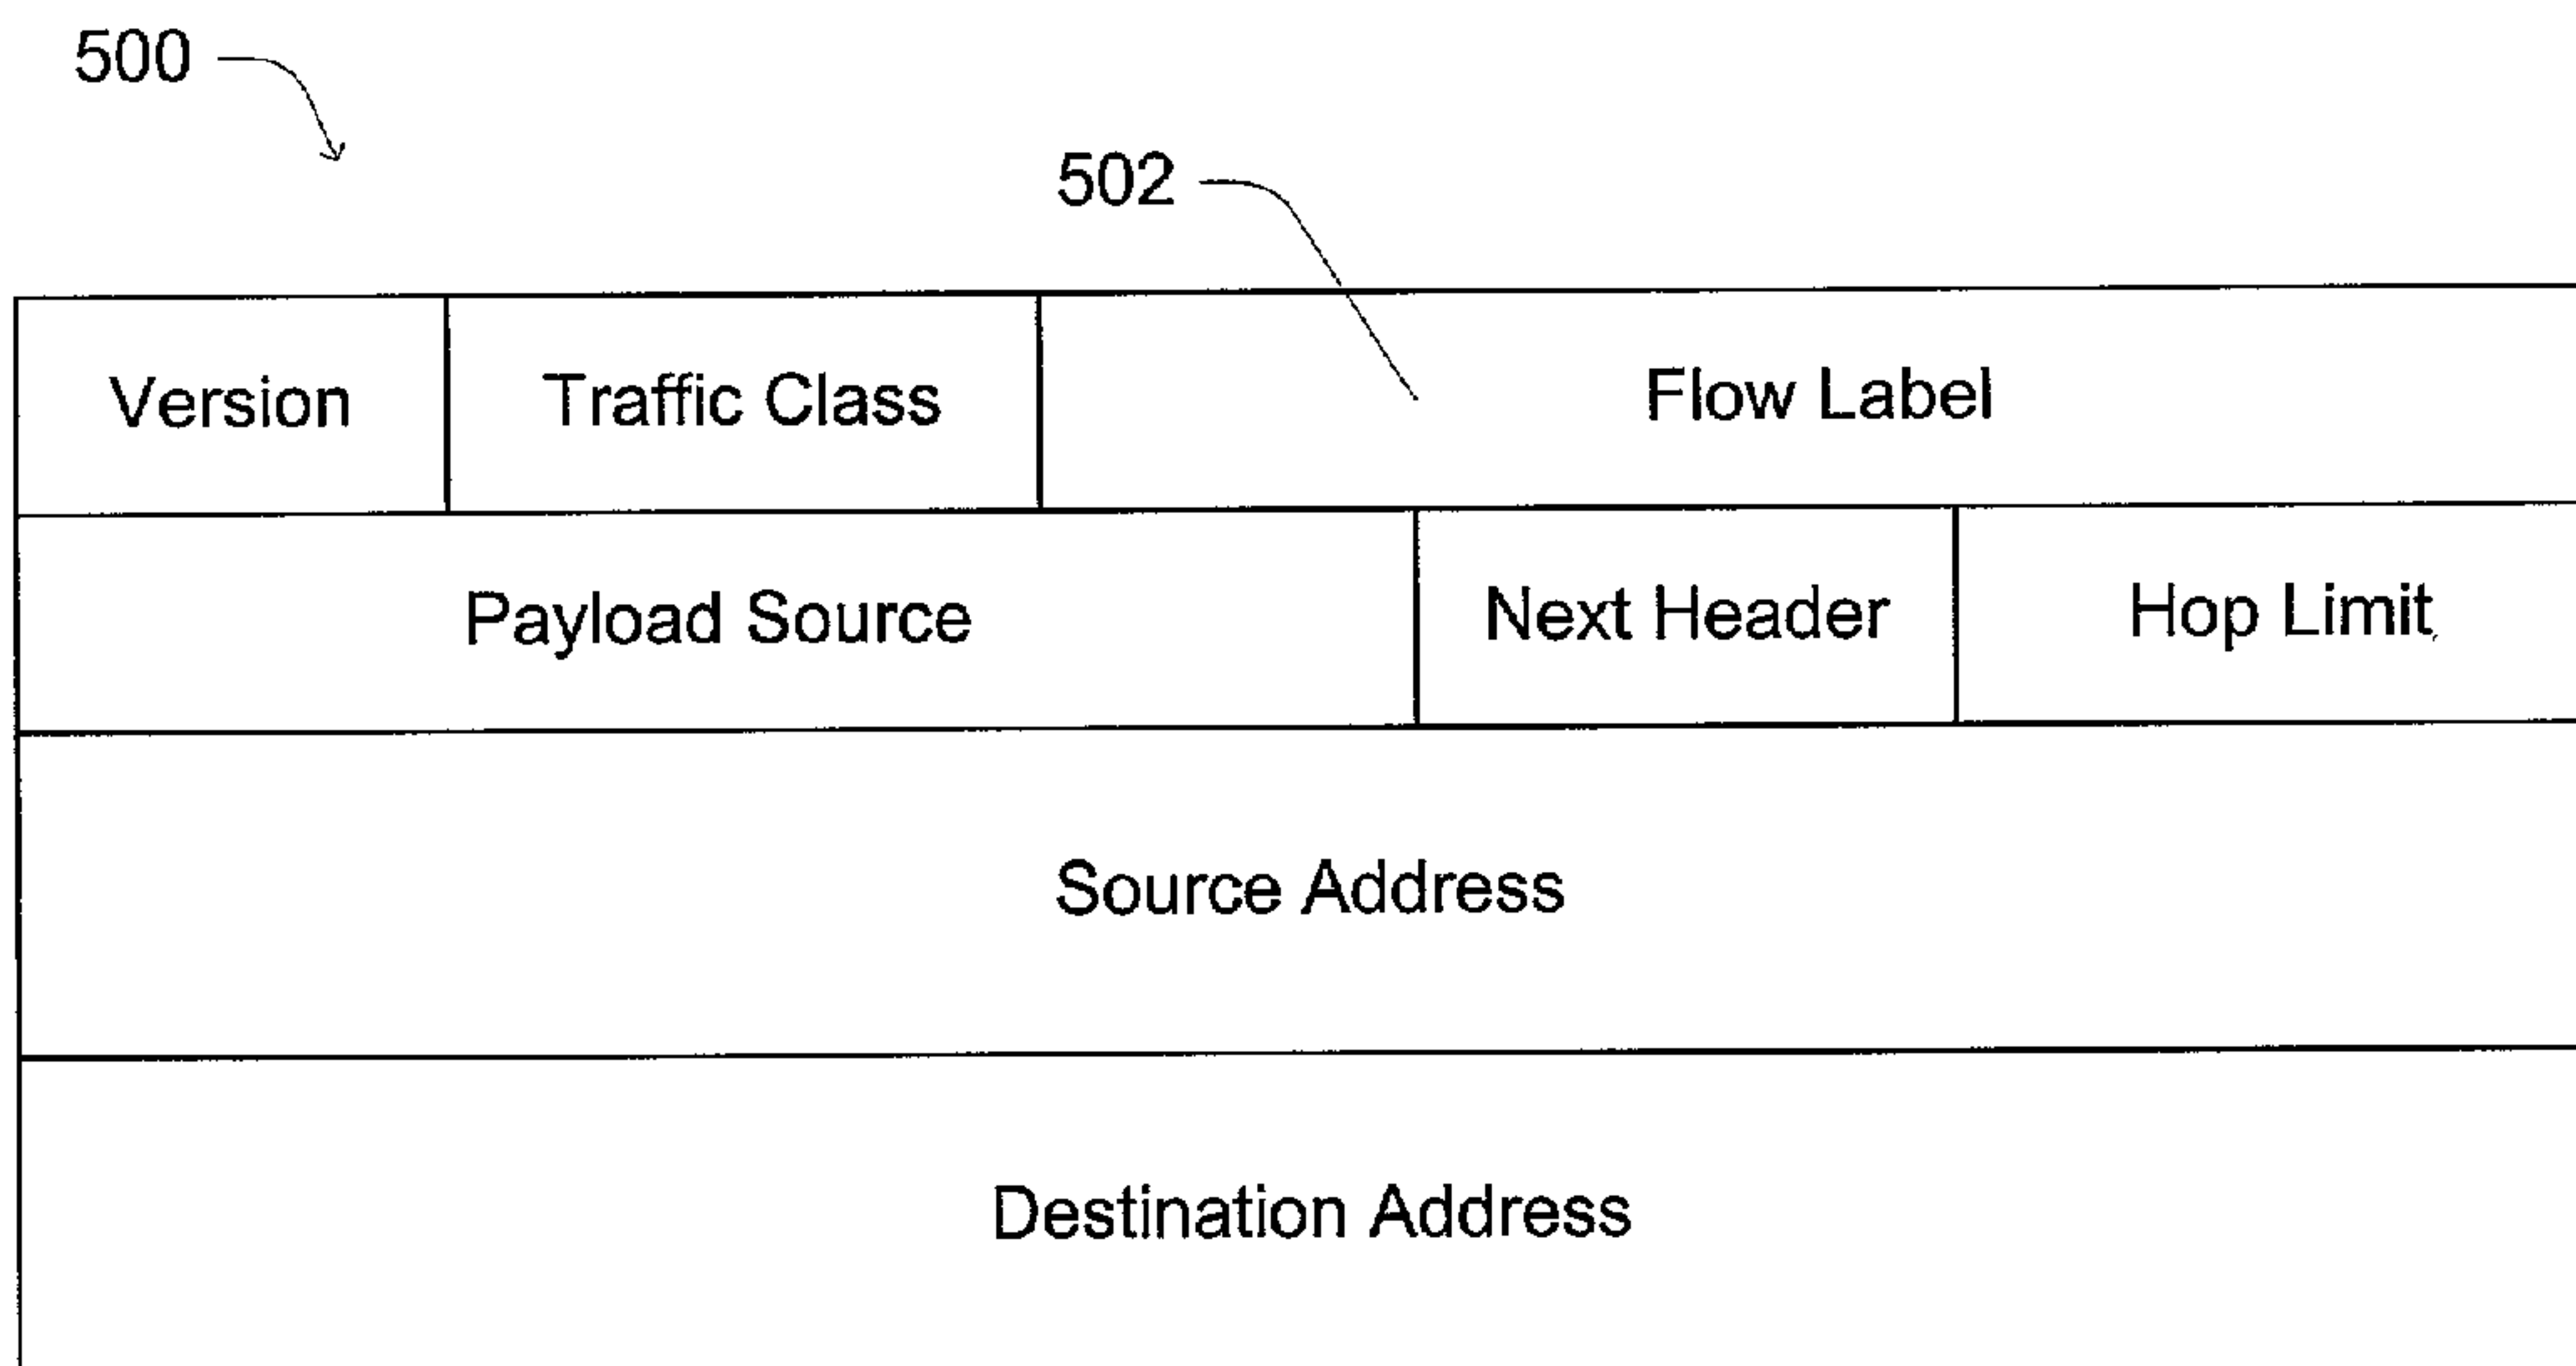 500
502
Version Traffic Class Flow Label
Payload Source Next Header Hop Limit
Source Address
Destination Address